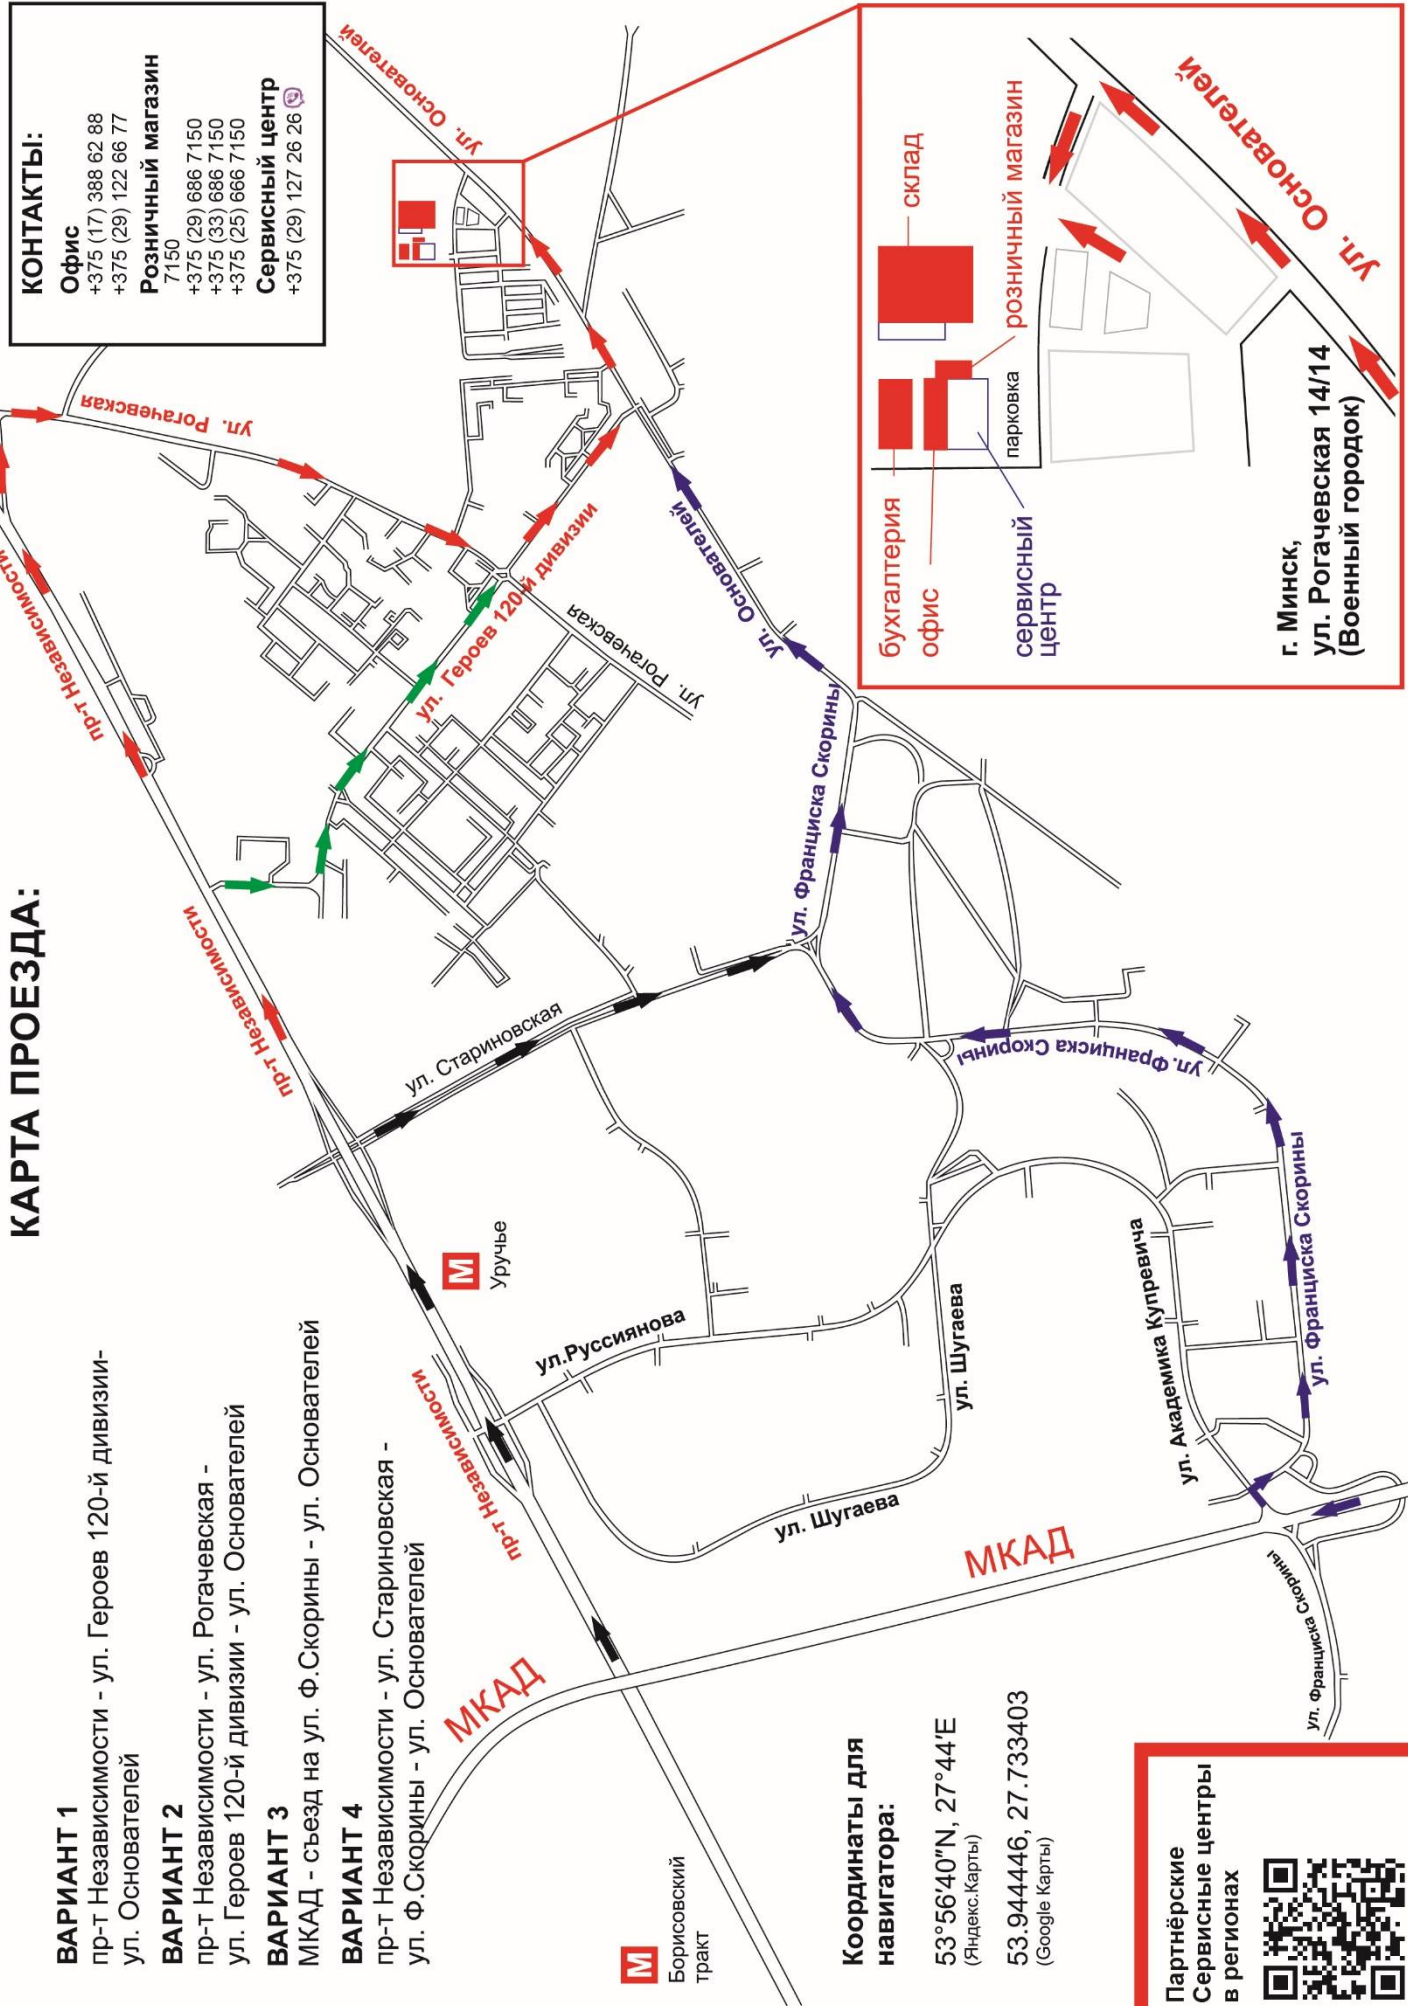 КАРТА ПРОЕЗДА:
ВАРИАНТ 1
пр-т Независимости - ул. Героев 120-й дивизии-
ул. Основателей
ВАРИАНТ 2
пр-т Независимости - ул. Рогачевская -
ул. Героев 120-й дивизии - ул. Основателей
ВАРИАНТ 3
МКАД - съезд на ул. Ф.Скорины - ул. Основателей
ВАРИАНТ 4
пр-т Независимости - ул. Стариновская -
ул. Ф.Скорины - ул. Основателей
КОНТАКТЫ:
Офис
+375 (17) 388 62 88
+375 (29) 122 66 77
Розничный магазин
7150
+375 (29) 686 7150
+375 (33) 686 7150
+375 (25) 666 7150
Сервисный центр
+375 (29) 127 26 26
пр-т Независимости
пр-т Независимости
пр-т Независимости
ул. Рогачевская
ул. Основателей
ул. Героев 120-й дивизии
ул. Рогачевская
ул. Стариновская
М
Уручье
ул.Руссиянова
ул. Основателей
ул. Франциска Скорины
ул. Франциска Скорины
ул. Шугаева
ул. Шугаева
ул. Академика Купревича
ул. Франциска Скорины
ул. Франциска Скорины
МКАД
МКАД
М
Борисовский
тракт
Координаты для
навигатора:
53°56'40"N, 27°44'E
(Яндекс.Карты)
53.944446, 27.733403
(Google Карты)
Партнёрские
Сервисные центры
в регионах
бухгалтерия
офис
склад
розничный магазин
сервисный
центр
парковка
ул. Основателей
г. Минск,
ул. Рогачевская 14/14
(Военный городок)